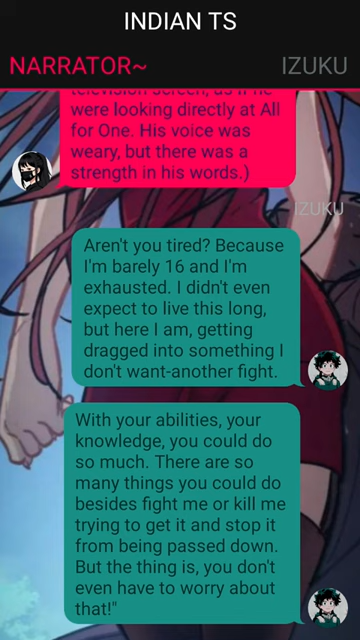 INDIAN TS
NARRATOR~ IZUKU
television screen, as if he
were looking directly at All
for One. His voice was
weary, but there was a
strength in his words.)
IZUKU
Aren't you tired? Because
I'm barely 16 and I'm
exhausted. I didn't even
expect to live this long,
but here I am, getting
dragged into something I
don't want-another fight.
With your abilities, your
knowledge, you could do
so much. There are so
many things you could do
besides fight me or kill me
trying to get it and stop it
from being passed down.
But the thing is, you don't
even have to worry about
that!"